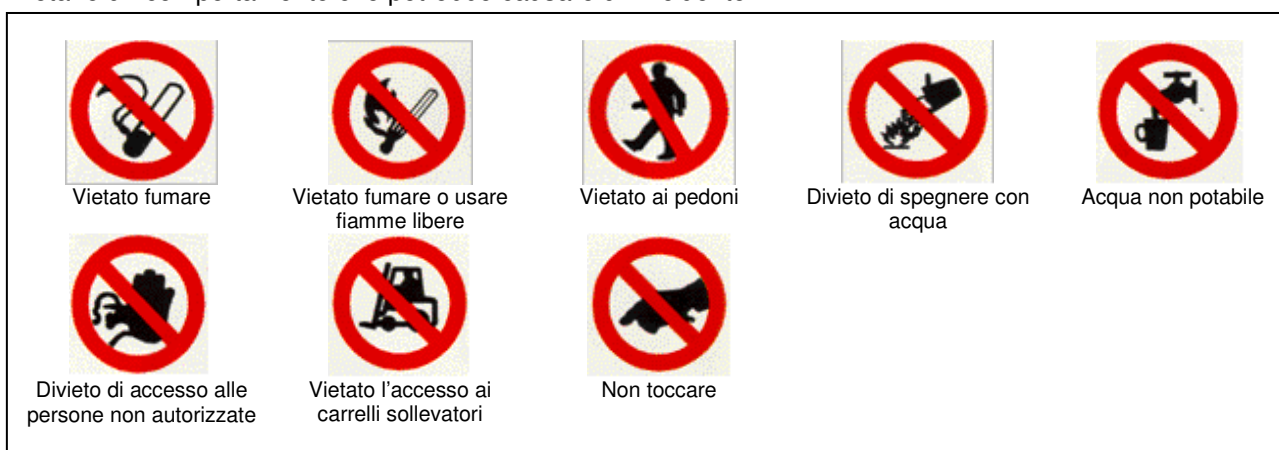 Vietato fumare
Vietato fumare o usare
fiamme libere
Vietato ai pedoni
Divieto di spegnere con
acqua
Acqua non potabile
Divieto di accesso alle
persone non autorizzate
Vietato l'accesso ai
carrelli sollevatori
Non toccare